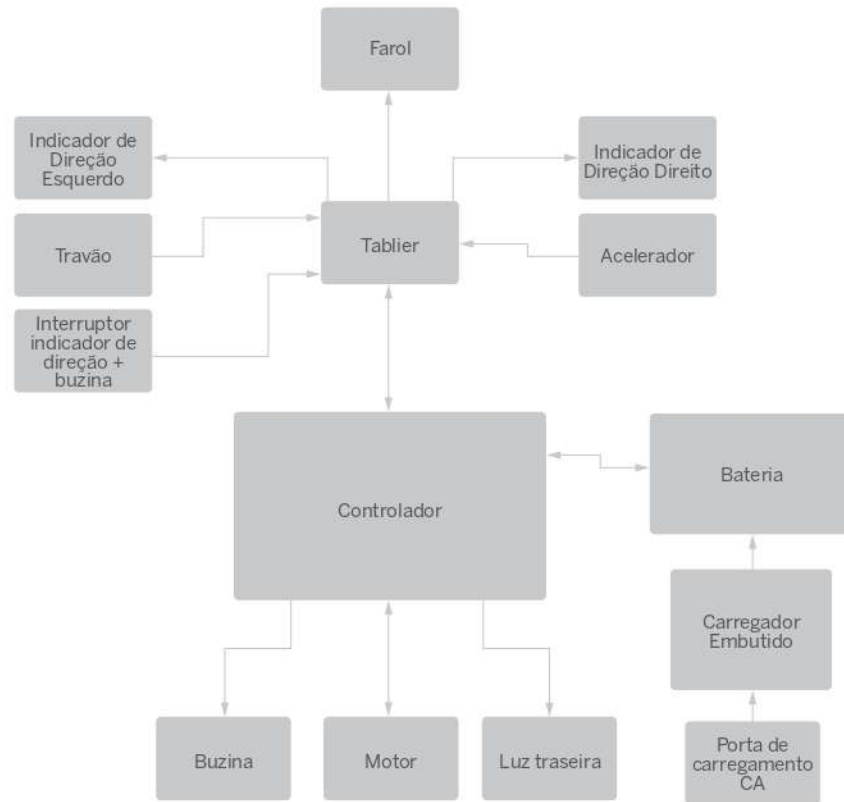 Farol
Indicador de
Direção
Esquerdo
Indicador de
Direção Direito
Travão
Tablier
Acelerador
Interruptor
indicador de
direção +
buzina
Controlador
Bateria
Carregador
Embutido
Buzina
Motor
Luz traseira
Porta de
carregamento
CA